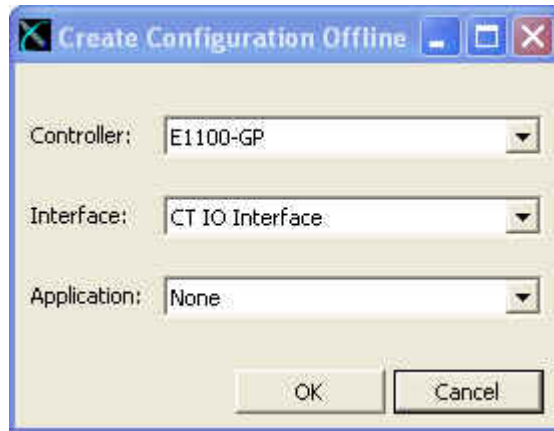 Create Configuration Offline
Controller: E1100-GP
Interface: CT IO Interface
Application: None
OK Cancel